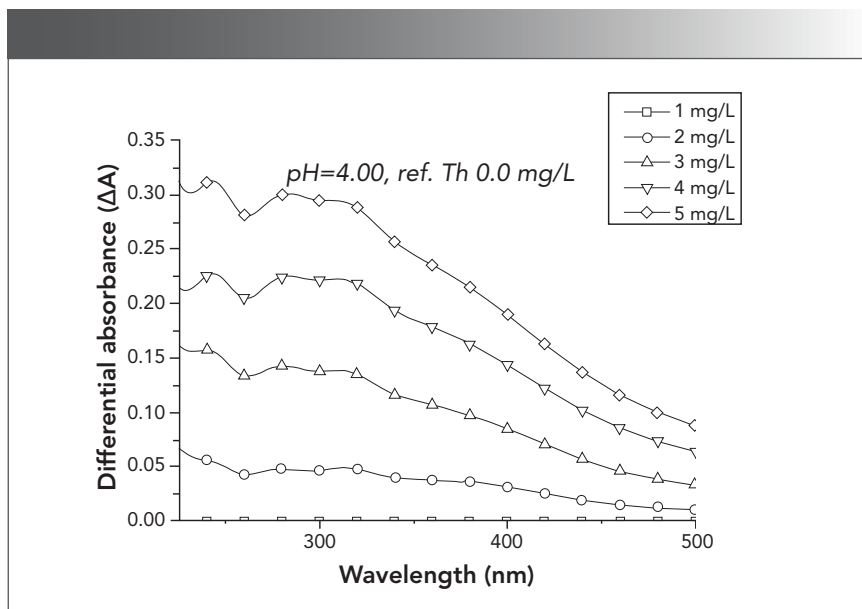 1 mg/L
2 mg/L
3 mg/L
4 mg/L
5 mg/L
pH=4.00, ref. Th 0.0 mg/L
Differential absorbance (ΔA)
0.35
0.30
0.25
0.20
0.15
0.10
0.05
0.00
300
400
500
Wavelength (nm)